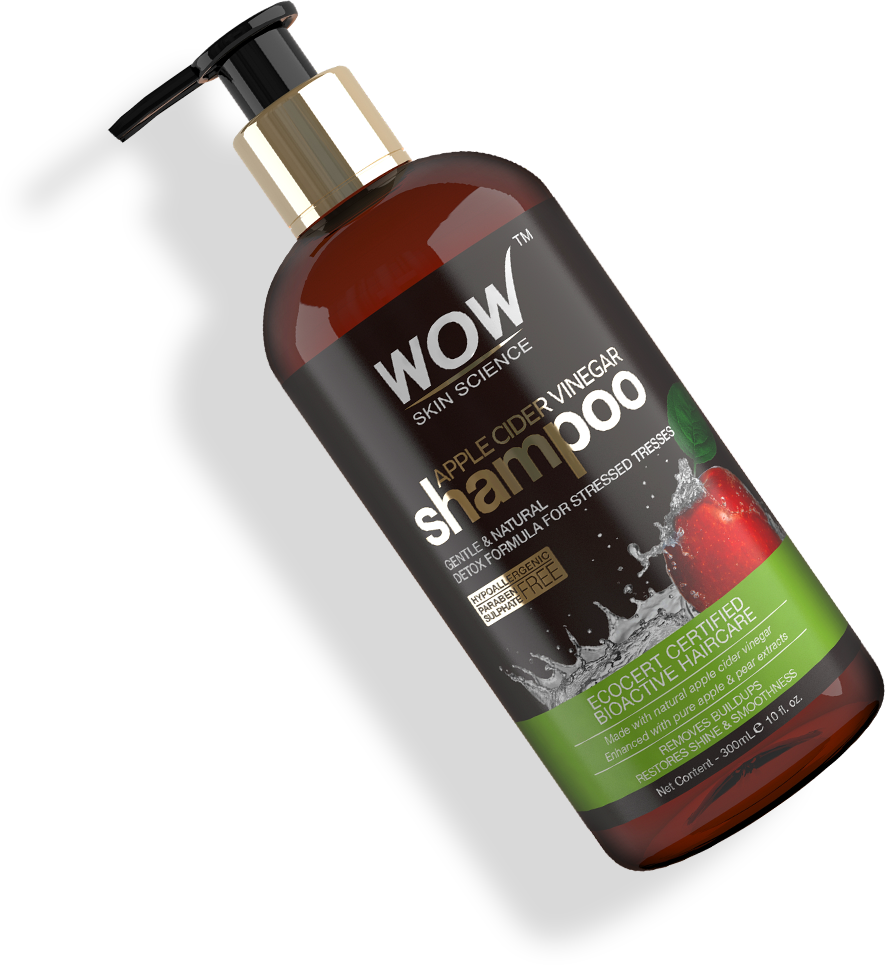 WOW™
SKIN SCIENCE
APPLE CIDER VINEGAR
shampoo
GENTLE & NATURAL
DETOX FORMULA FOR STRESSED TRESSES
HYPOALLERGENIC
PARABEN
SULPHATE
FREE
ECOCERT CERTIFIED
BIOACTIVE HAIRCARE
Made with natural apple cider vinegar
Enhanced with pure apple & pear extracts
REMOVES BUILDUPS
RESTORES SHINE & SMOOTHNESS
Net Content - 300mL ℮ 10 fl. oz.